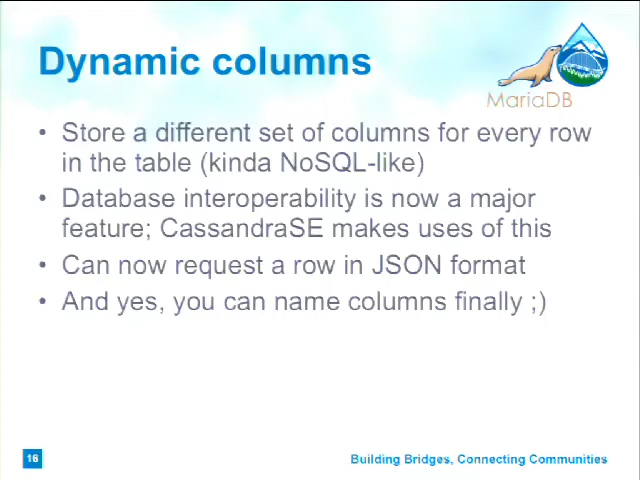 Dynamic columns
MariaDB
• Store a different set of columns for every row
in the table (kinda NoSQL-like)
• Database interoperability is now a major
feature; CassandraSE makes uses of this
• Can now request a row in JSON format
• And yes, you can name columns finally ;)
16
Building Bridges, Connecting Communities